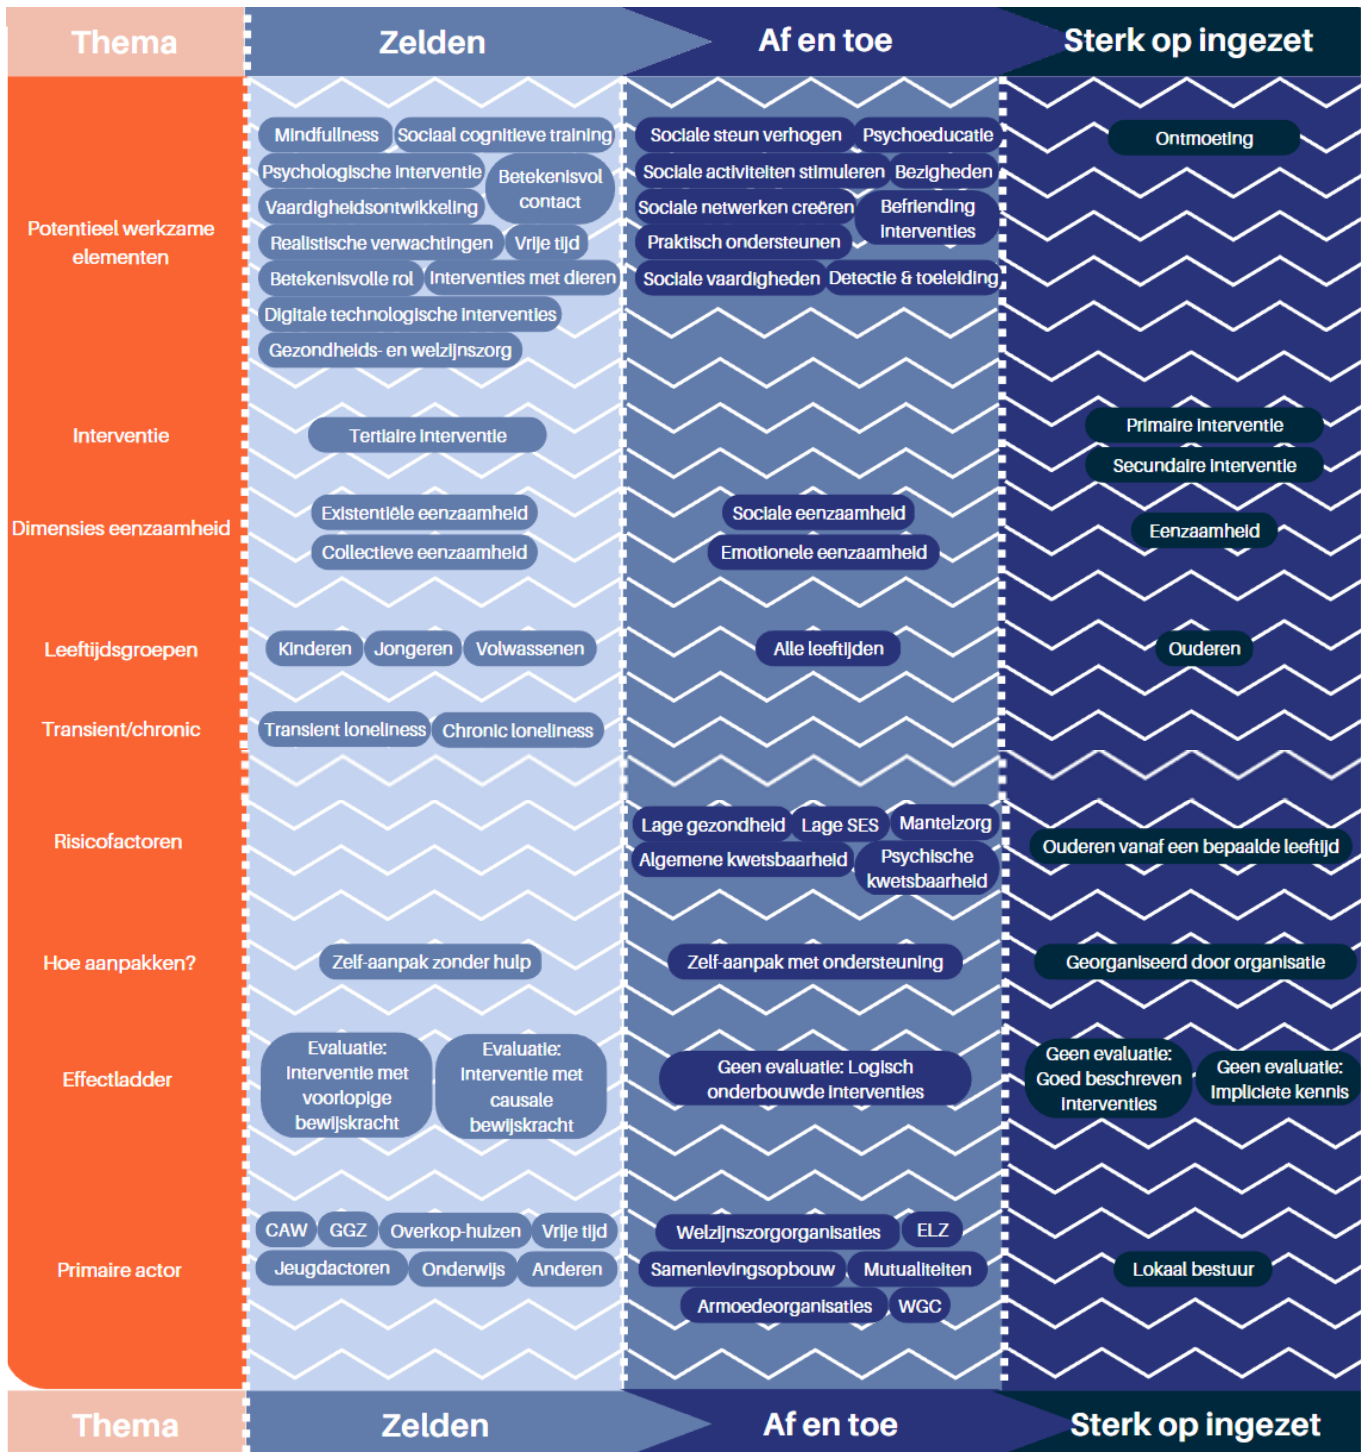 Thema
Zelden
Af en toe
Sterk op ingezet
Potentieel werkzame
elementen
Mindfullness
Sociaal cognitieve training
Psychologische interventie
Betekenisvol
contact
Vaardigheidsontwikkeling
Realistische verwachtingen
Vrije tijd
Betekenisvolle rol
Interventies met dieren
Digitale technologische interventies
Gezondheids- en welzijnszorg
Sociale steun verhogen
Psychoeducatie
Sociale activiteiten stimuleren
Bezigheden
Sociale netwerken creëren
Befriending
interventies
Praktisch ondersteunen
Sociale vaardigheden
Detectie & toeleiding
Ontmoeting
Interventie
Tertiaire interventie
Primaire interventie
Secundaire interventie
Dimensies eenzaamheid
Existentiële eenzaamheid
Collectieve eenzaamheid
Sociale eenzaamheid
Emotionele eenzaamheid
Eenzaamheid
Leeftijdsgroepen
Kinderen
Jongeren
Volwassenen
Alle leeftijden
Ouderen
Transient/chronic
Transient loneliness
Chronic loneliness
Risicofactoren
Lage gezondheid
Lage SES
Mantelzorg
Algemene kwetsbaarheid
Psychische
kwetsbaarheid
Ouderen vanaf een bepaalde leeftijd
Hoe aanpakken?
Zelf-aanpak zonder hulp
Zelf-aanpak met ondersteuning
Georganiseerd door organisatie
Effectladder
Evaluatie:
Interventie met
voorlopige
bewijskracht
Evaluatie:
Interventie met
causale
bewijskracht
Geen evaluatie: Logisch
onderbouwde interventies
Geen evaluatie:
Goed beschreven
interventies
Geen evaluatie:
Impliciete kennis
Primaire actor
CAW
GGZ
Overkop-huizen
Vrije tijd
Jeugdactoren
Onderwijs
Anderen
Welzijnszorgorganisaties
ELZ
Samenlevingsopbouw
Mutualiteiten
Armoedeorganisaties
WGC
Lokaal bestuur
Thema
Zelden
Af en toe
Sterk op ingezet